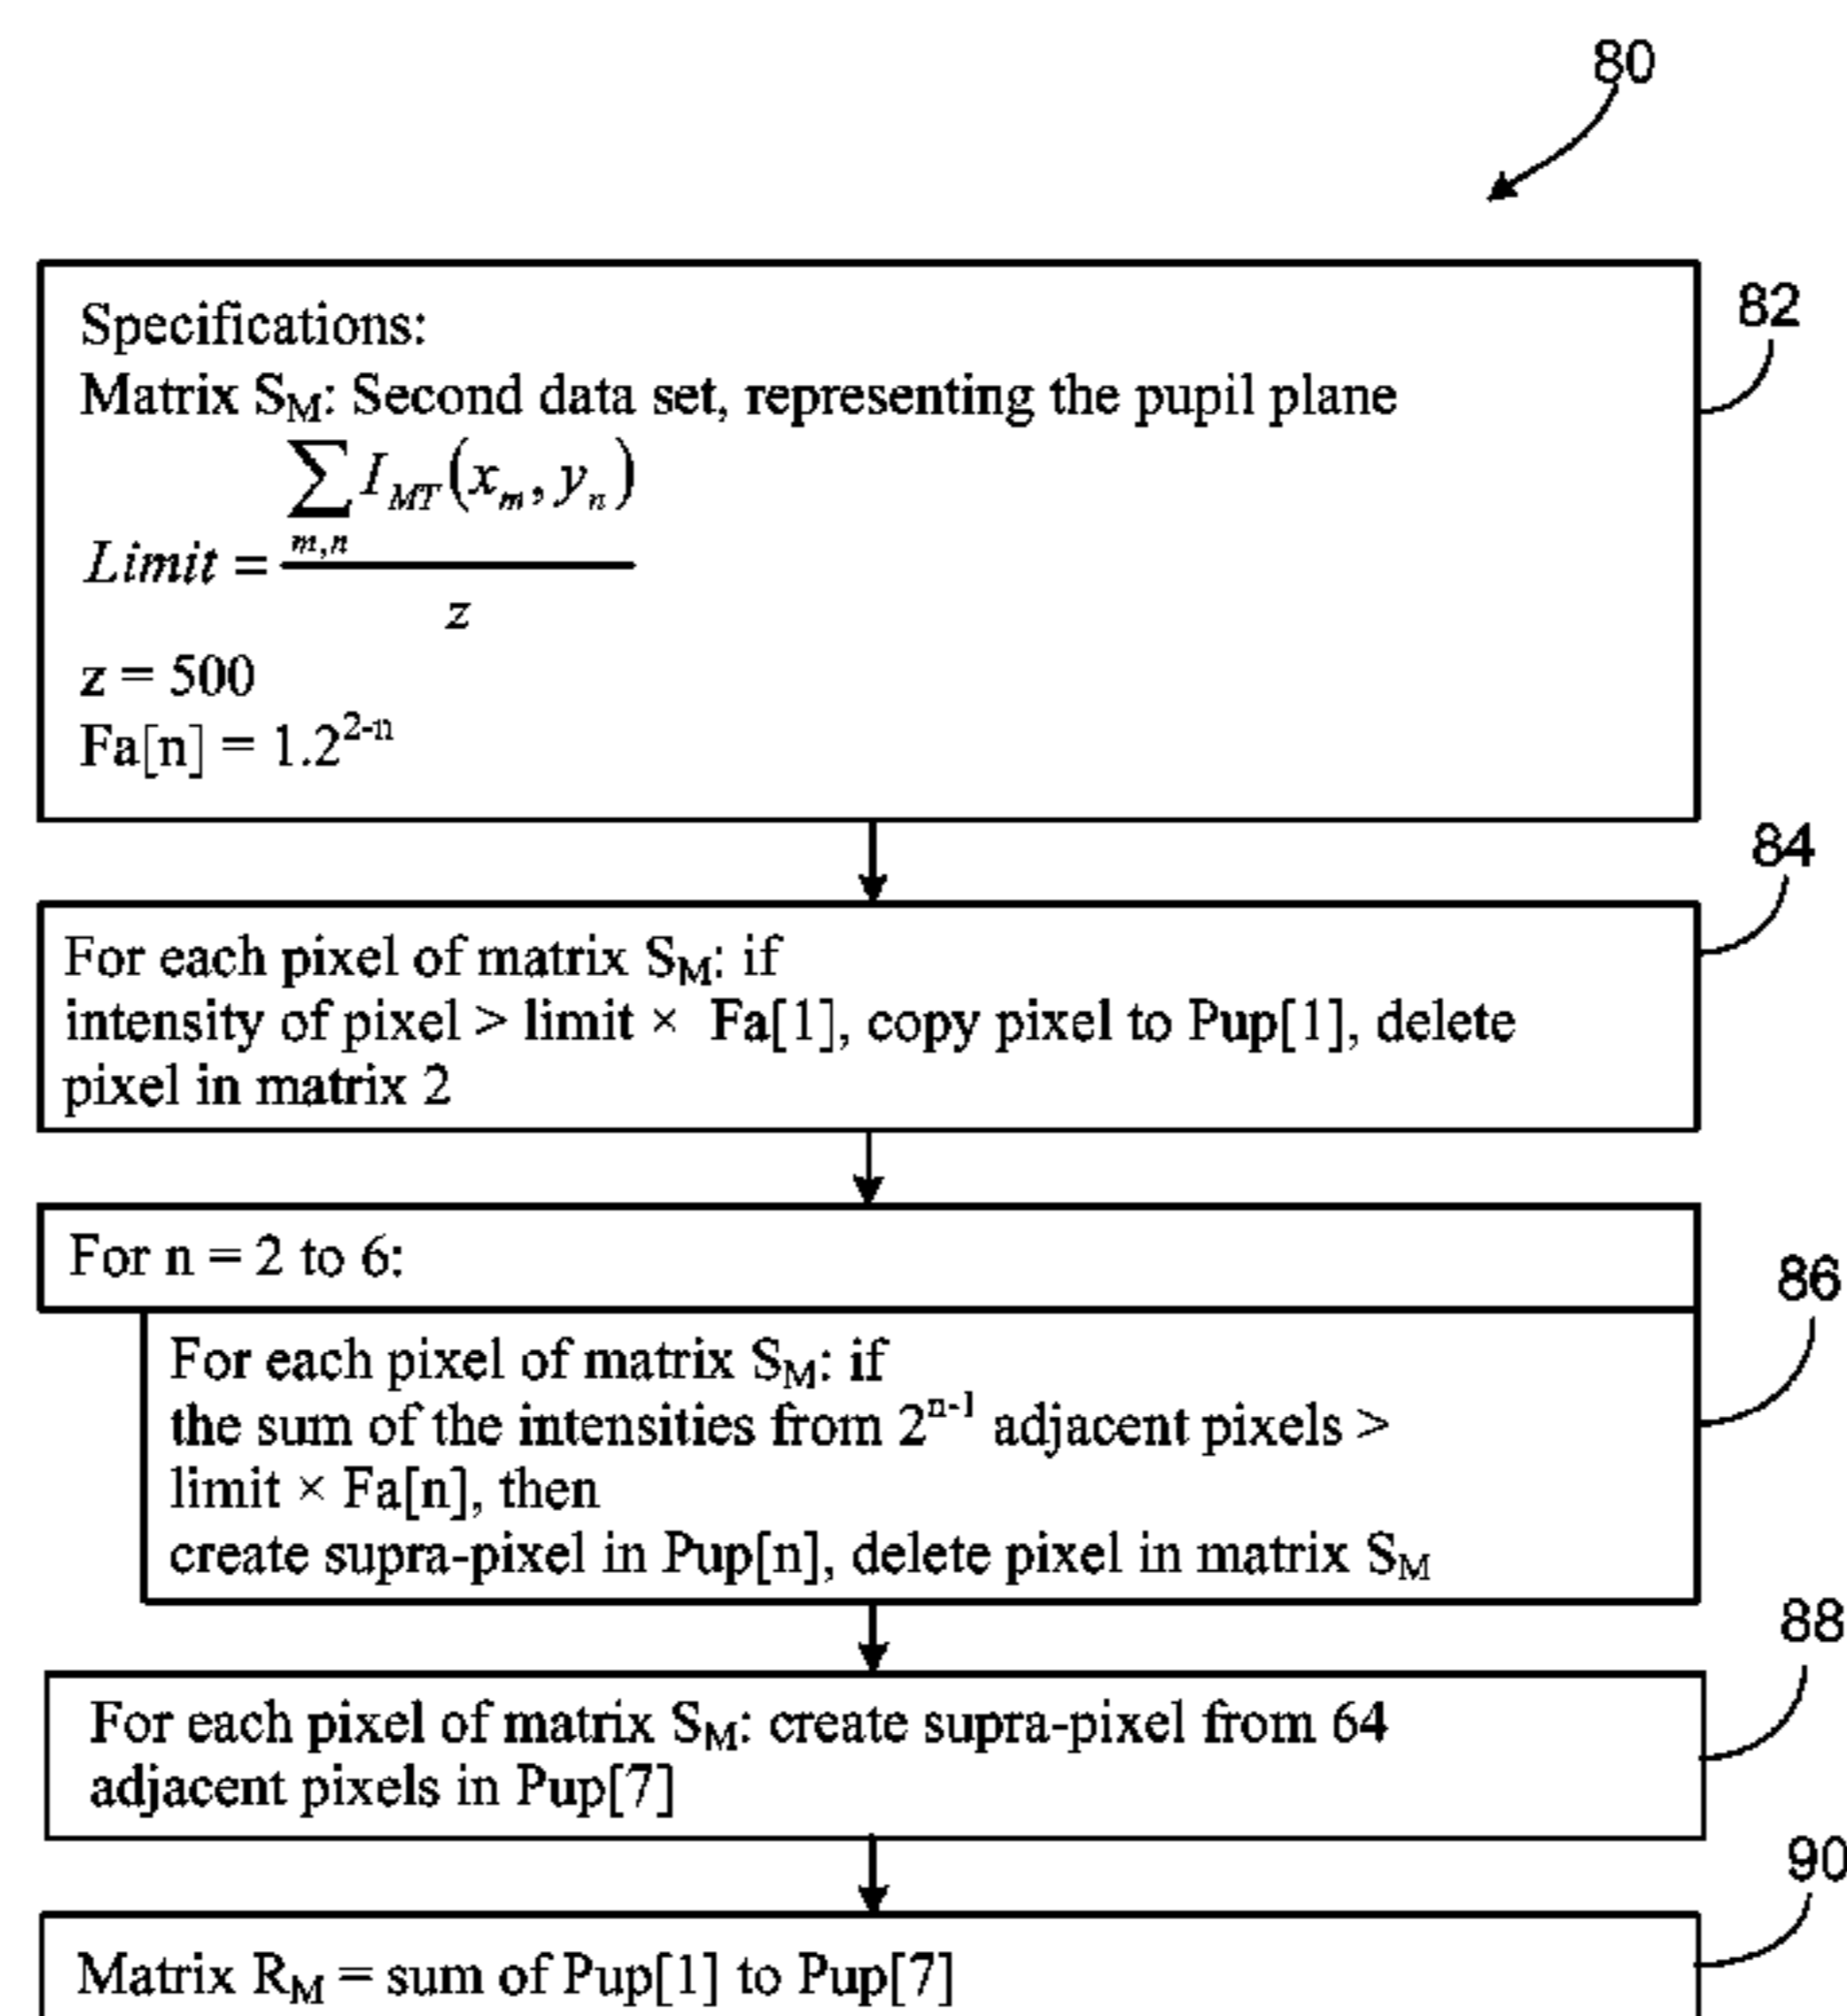 80
82
Specifications:
Matrix S_M: Second data set, representing the pupil plane
Limit = \frac{\sum_{m,n} I_{MT}(x_m, y_n)}{z}
z = 500
Fa[n] = 1.2^{2-n}
84
For each pixel of matrix S_M: if
intensity of pixel > limit × Fa[1], copy pixel to Pup[1], delete
pixel in matrix 2
For n = 2 to 6:
86
For each pixel of matrix S_M: if
the sum of the intensities from 2^{n-1} adjacent pixels >
limit × Fa[n], then
create supra-pixel in Pup[n], delete pixel in matrix S_M
88
For each pixel of matrix S_M: create supra-pixel from 64
adjacent pixels in Pup[7]
90
Matrix R_M = sum of Pup[1] to Pup[7]